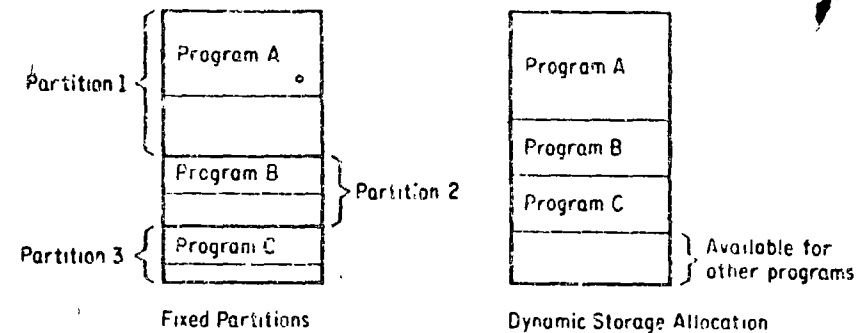 Program A
Partition 1
Program B
Partition 2
Program C
Partition 3
Fixed Partitions
Program A
Program B
Program C
Available for
other programs
Dynamic Storage Allocation